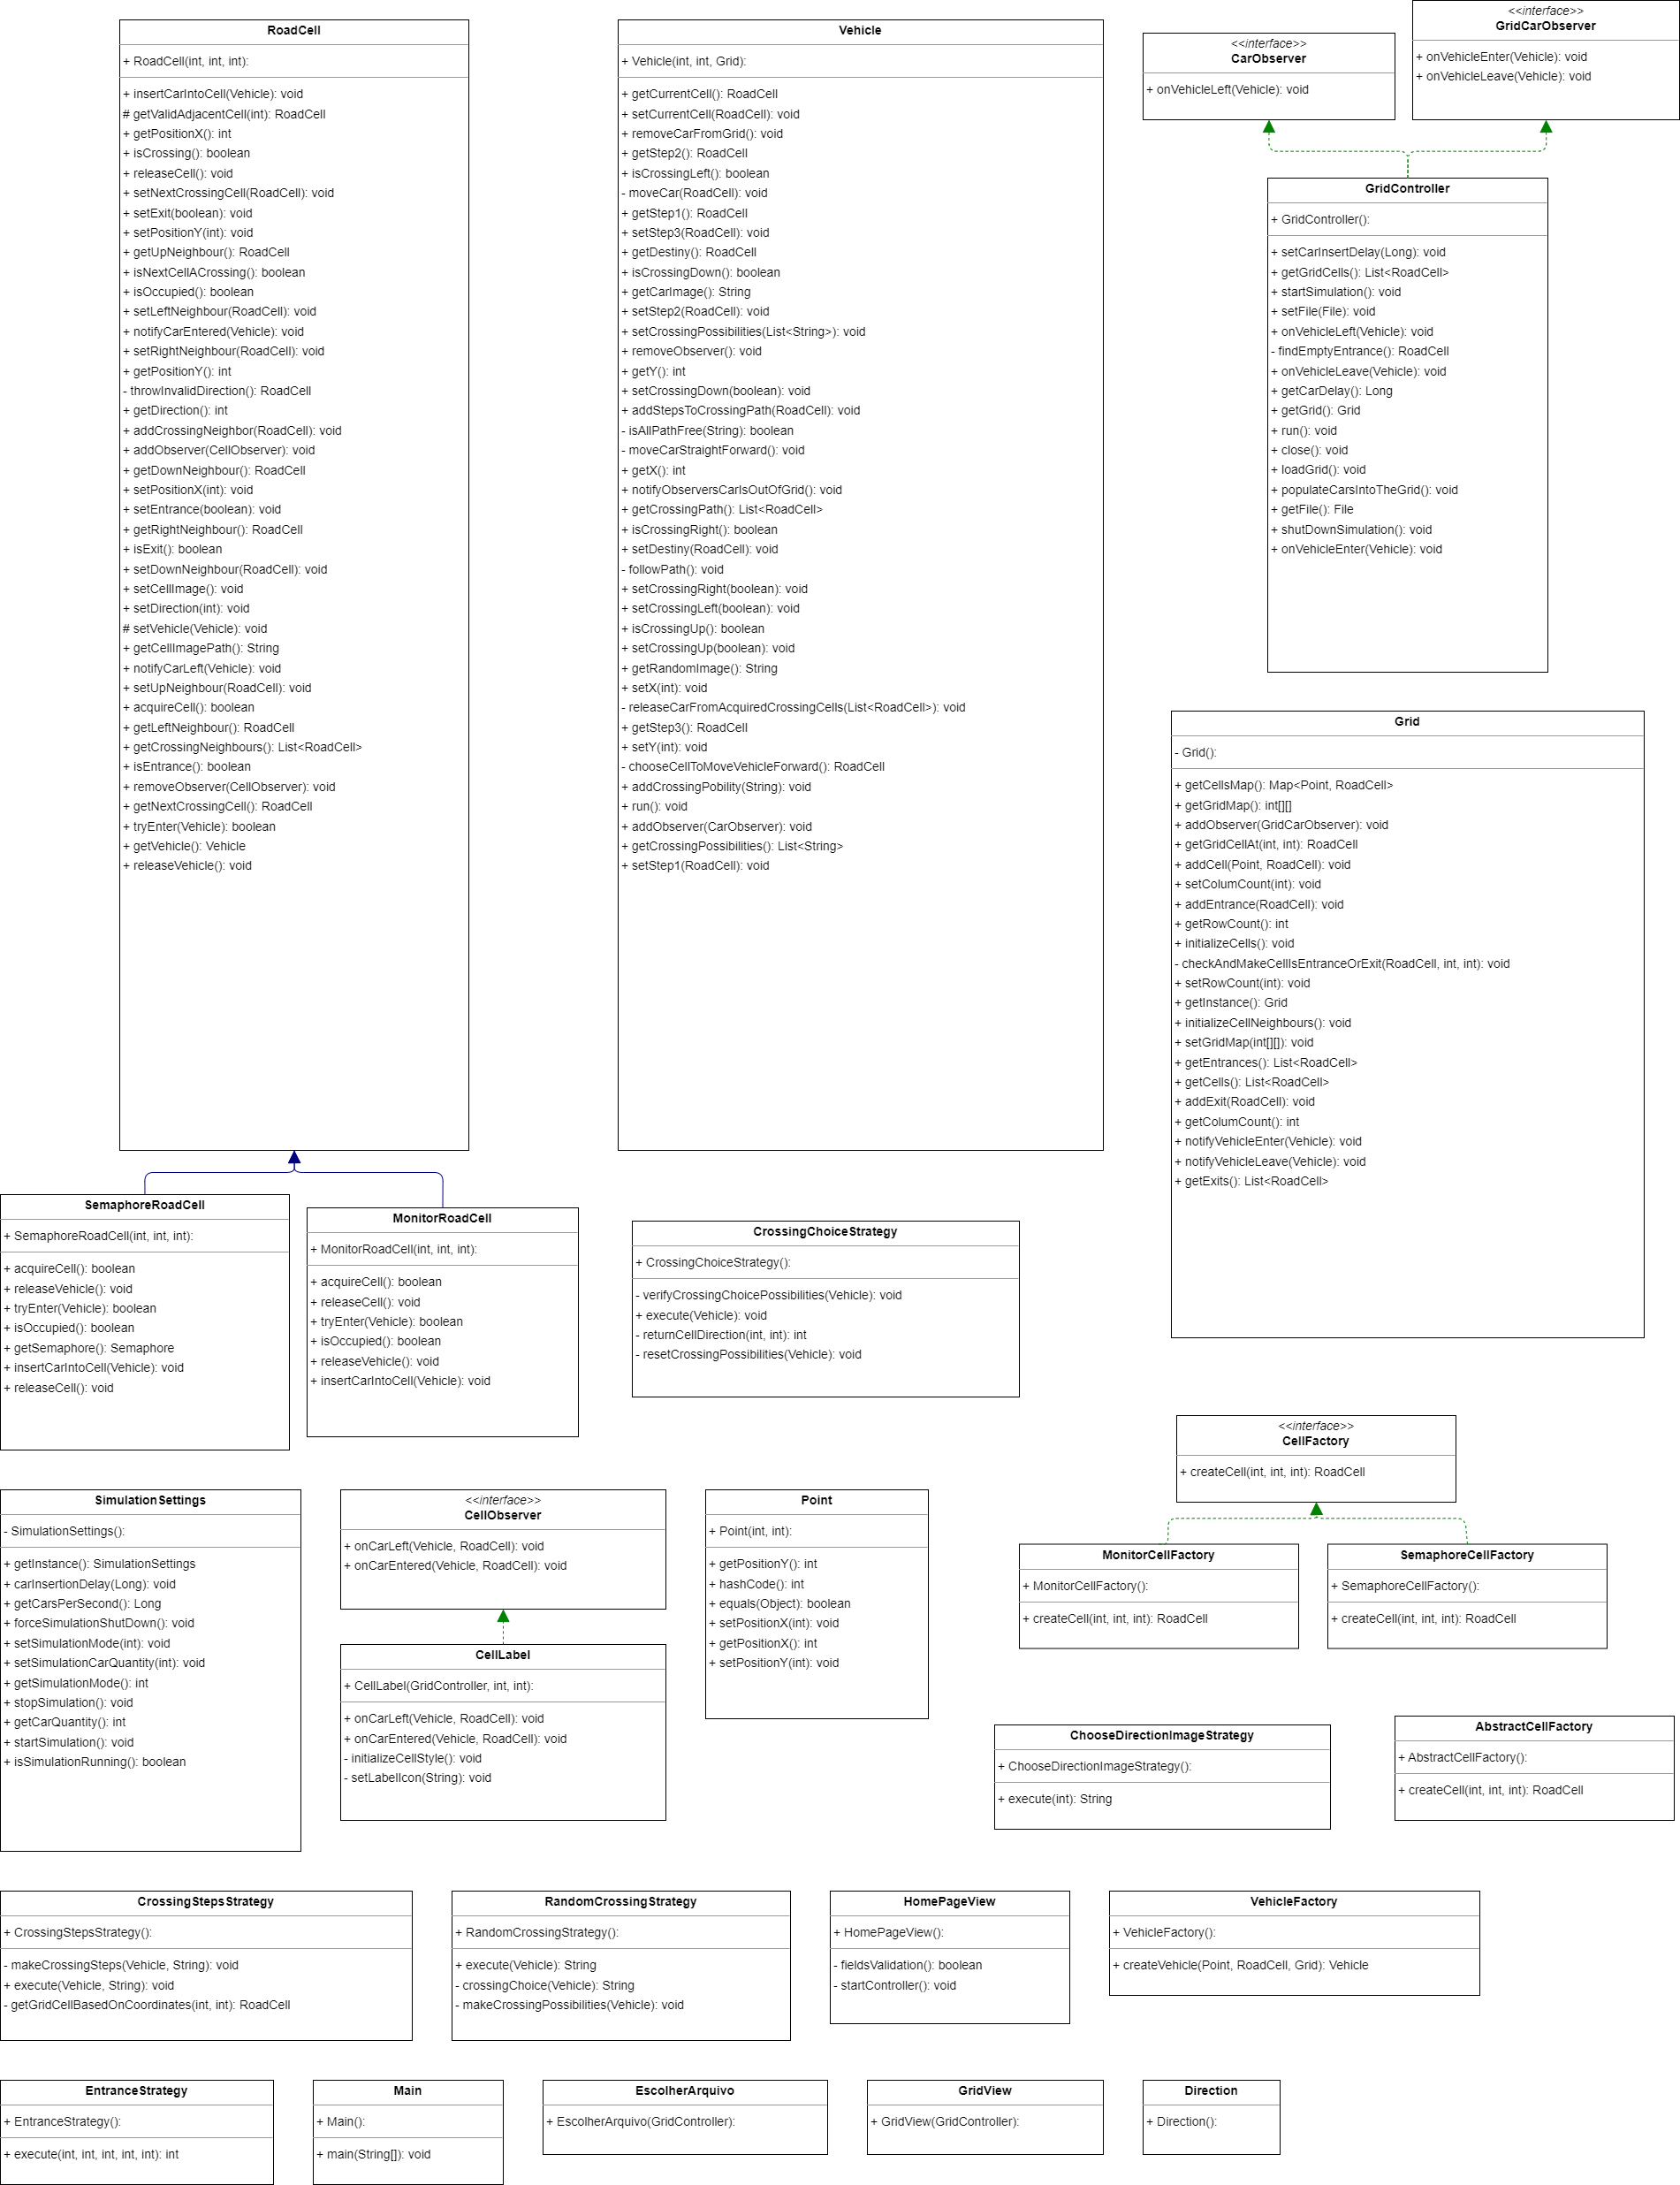 RoadCell
+ RoadCell(int, int, int):
+ insertCarIntoCell(Vehicle): void
# getValidAdjacentCell(int): RoadCell
+ getPositionX(): int
+ isCrossing(): boolean
+ releaseCell(): void
+ setNextCrossingCell(RoadCell): void
+ setExit(boolean): void
+ setPositionY(int): void
+ getUpNeighbour(): RoadCell
+ isNextCellACrossing(): boolean
+ isOccupied(): boolean
+ setLeftNeighbour(RoadCell): void
+ notifyCarEntered(Vehicle): void
+ setRightNeighbour(RoadCell): void
+ getPositionY(): int
- throwInvalidDirection(): RoadCell
+ getDirection(): int
+ addCrossingNeighbor(RoadCell): void
+ addObserver(CellObserver): void
+ getDownNeighbour(): RoadCell
+ setPositionX(int): void
+ setEntrance(boolean): void
+ getRightNeighbour(): RoadCell
+ isExit(): boolean
+ setDownNeighbour(RoadCell): void
+ setCellImage(): void
+ setDirection(int): void
# setVehicle(Vehicle): void
+ getCellImagePath(): String
+ notifyCarLeft(Vehicle): void
+ setUpNeighbour(RoadCell): void
+ acquireCell(): boolean
+ getLeftNeighbour(): RoadCell
+ getCrossingNeighbours(): List<RoadCell>
+ isEntrance(): boolean
+ removeObserver(CellObserver): void
+ getNextCrossingCell(): RoadCell
+ tryEnter(Vehicle): boolean
+ getVehicle(): Vehicle
+ releaseVehicle(): void
Vehicle
+ Vehicle(int, int, Grid):
+ getCurrentCell(): RoadCell
+ setCurrentCell(RoadCell): void
+ removeCarFromGrid(): void
+ getStep2(): RoadCell
+ isCrossingLeft(): boolean
- moveCar(RoadCell): void
+ getStep1(): RoadCell
+ setStep3(RoadCell): void
+ getDestiny(): RoadCell
+ isCrossingDown(): boolean
+ getCarImage(): String
+ setStep2(RoadCell): void
+ setCrossingPossibilities(List<String>): void
+ removeObserver(): void
+ getY(): int
+ setCrossingDown(boolean): void
+ addStepsToCrossingPath(RoadCell): void
- isAllPathFree(String): boolean
- moveCarStraightForward(): void
+ getX(): int
+ notifyObserversCarIsOutOfGrid(): void
+ getCrossingPath(): List<RoadCell>
+ isCrossingRight(): boolean
+ setDestiny(RoadCell): void
- followPath(): void
+ setCrossingRight(boolean): void
+ setCrossingLeft(boolean): void
+ isCrossingUp(): boolean
+ setCrossingUp(boolean): void
+ getRandomImage(): String
+ setX(int): void
- releaseCarFromAcquiredCrossingCells(List<RoadCell>): void
+ getStep3(): RoadCell
+ setY(int): void
- chooseCellToMoveVehicleForward(): RoadCell
+ addCrossingPobility(String): void
+ run(): void
+ addObserver(CarObserver): void
+ getCrossingPossibilities(): List<String>
+ setStep1(RoadCell): void
<<interface>>
CarObserver
+ onVehicleLeft(Vehicle): void
<<interface>>
GridCarObserver
+ onVehicleEnter(Vehicle): void
+ onVehicleLeave(Vehicle): void
GridController
+ GridController():
+ setCarInsertDelay(Long): void
+ getGridCells(): List<RoadCell>
+ startSimulation(): void
+ setFile(File): void
+ onVehicleLeft(Vehicle): void
- findEmptyEntrance(): RoadCell
+ onVehicleLeave(Vehicle): void
+ getCarDelay(): Long
+ getGrid(): Grid
+ run(): void
+ close(): void
+ loadGrid(): void
+ populateCarsIntoTheGrid(): void
+ getFile(): File
+ shutDownSimulation(): void
+ onVehicleEnter(Vehicle): void
Grid
- Grid():
+ getCellsMap(): Map<Point, RoadCell>
+ getGridMap(): int[][]
+ addObserver(GridCarObserver): void
+ getGridCellAt(int, int): RoadCell
+ addCell(Point, RoadCell): void
+ setColumCount(int): void
+ addEntrance(RoadCell): void
+ getRowCount(): int
+ initializeCells(): void
- checkAndMakeCellIsEntranceOrExit(RoadCell, int, int): void
+ setRowCount(int): void
+ getInstance(): Grid
+ initializeCellNeighbours(): void
+ setGridMap(int[][]): void
+ getEntrances(): List<RoadCell>
+ getCells(): List<RoadCell>
+ addExit(RoadCell): void
+ getColumCount(): int
+ notifyVehicleEnter(Vehicle): void
+ notifyVehicleLeave(Vehicle): void
+ getExits(): List<RoadCell>
SemaphoreRoadCell
+ SemaphoreRoadCell(int, int, int):
+ acquireCell(): boolean
+ releaseVehicle(): void
+ tryEnter(Vehicle): boolean
+ isOccupied(): boolean
+ getSemaphore(): Semaphore
+ insertCarIntoCell(Vehicle): void
+ releaseCell(): void
MonitorRoadCell
+ MonitorRoadCell(int, int, int):
+ acquireCell(): boolean
+ releaseCell(): void
+ tryEnter(Vehicle): boolean
+ isOccupied(): boolean
+ releaseVehicle(): void
+ insertCarIntoCell(Vehicle): void
CrossingChoiceStrategy
+ CrossingChoiceStrategy():
- verifyCrossingChoicePossibilities(Vehicle): void
+ execute(Vehicle): void
- returnCellDirection(int, int): int
- resetCrossingPossibilities(Vehicle): void
<<interface>>
CellFactory
+ createCell(int, int, int): RoadCell
SimulationSettings
- SimulationSettings():
+ getInstance(): SimulationSettings
+ carInsertionDelay(Long): void
+ getCarsPerSecond(): Long
+ forceSimulationShutDown(): void
+ setSimulationMode(int): void
+ setSimulationCarQuantity(int): void
+ getSimulationMode(): int
+ stopSimulation(): void
+ getCarQuantity(): int
+ startSimulation(): void
+ isSimulationRunning(): boolean
<<interface>>
CellObserver
+ onCarLeft(Vehicle, RoadCell): void
+ onCarEntered(Vehicle, RoadCell): void
CellLabel
+ CellLabel(GridController, int, int):
+ onCarLeft(Vehicle, RoadCell): void
+ onCarEntered(Vehicle, RoadCell): void
- initializeCellStyle(): void
- setLabelIcon(String): void
Point
+ Point(int, int):
+ getPositionY(): int
+ hashCode(): int
+ equals(Object): boolean
+ setPositionX(int): void
+ getPositionX(): int
+ setPositionY(int): void
MonitorCellFactory
+ MonitorCellFactory():
+ createCell(int, int, int): RoadCell
SemaphoreCellFactory
+ SemaphoreCellFactory():
+ createCell(int, int, int): RoadCell
ChooseDirectionImageStrategy
+ ChooseDirectionImageStrategy():
+ execute(int): String
AbstractCellFactory
+ AbstractCellFactory():
+ createCell(int, int, int): RoadCell
CrossingStepsStrategy
+ CrossingStepsStrategy():
- makeCrossingSteps(Vehicle, String): void
+ execute(Vehicle, String): void
- getGridCellBasedOnCoordinates(int, int): RoadCell
RandomCrossingStrategy
+ RandomCrossingStrategy():
+ execute(Vehicle): String
- crossingChoice(Vehicle): String
- makeCrossingPossibilities(Vehicle): void
HomePageView
+ HomePageView():
- fieldsValidation(): boolean
- startController(): void
VehicleFactory
+ VehicleFactory():
+ createVehicle(Point, RoadCell, Grid): Vehicle
EntranceStrategy
+ EntranceStrategy():
+ execute(int, int, int, int, int): int
Main
+ Main():
+ main(String[]): void
EscolherArquivo
+ EscolherArquivo(GridController):
GridView
+ GridView(GridController):
Direction
+ Direction():